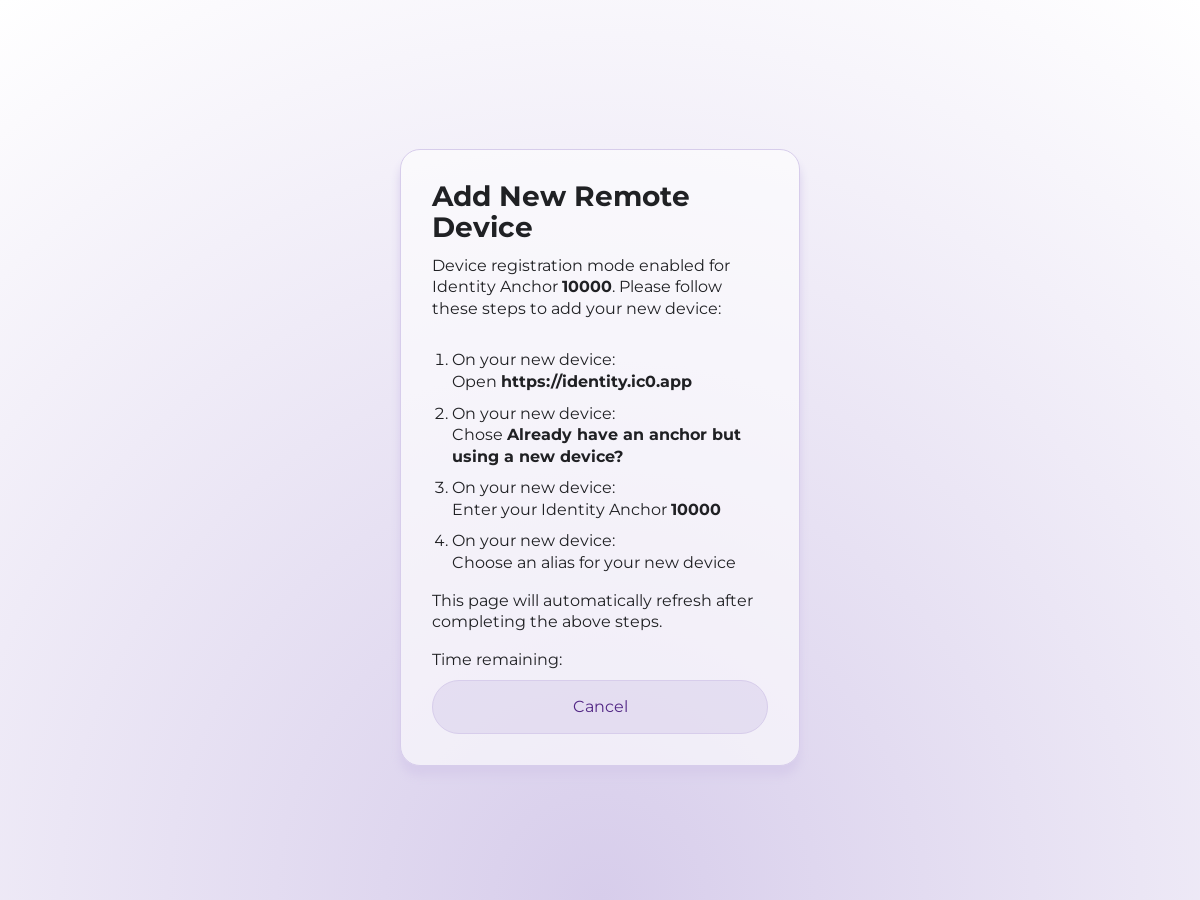 Add New Remote
Device
Device registration mode enabled for
Identity Anchor 10000. Please follow
these steps to add your new device:
1. On your new device:
Open https://identity.ic0.app
2. On your new device:
Chose Already have an anchor but
using a new device?
3. On your new device:
Enter your Identity Anchor 10000
4. On your new device:
Choose an alias for your new device
This page will automatically refresh after
completing the above steps.
Time remaining:
Cancel